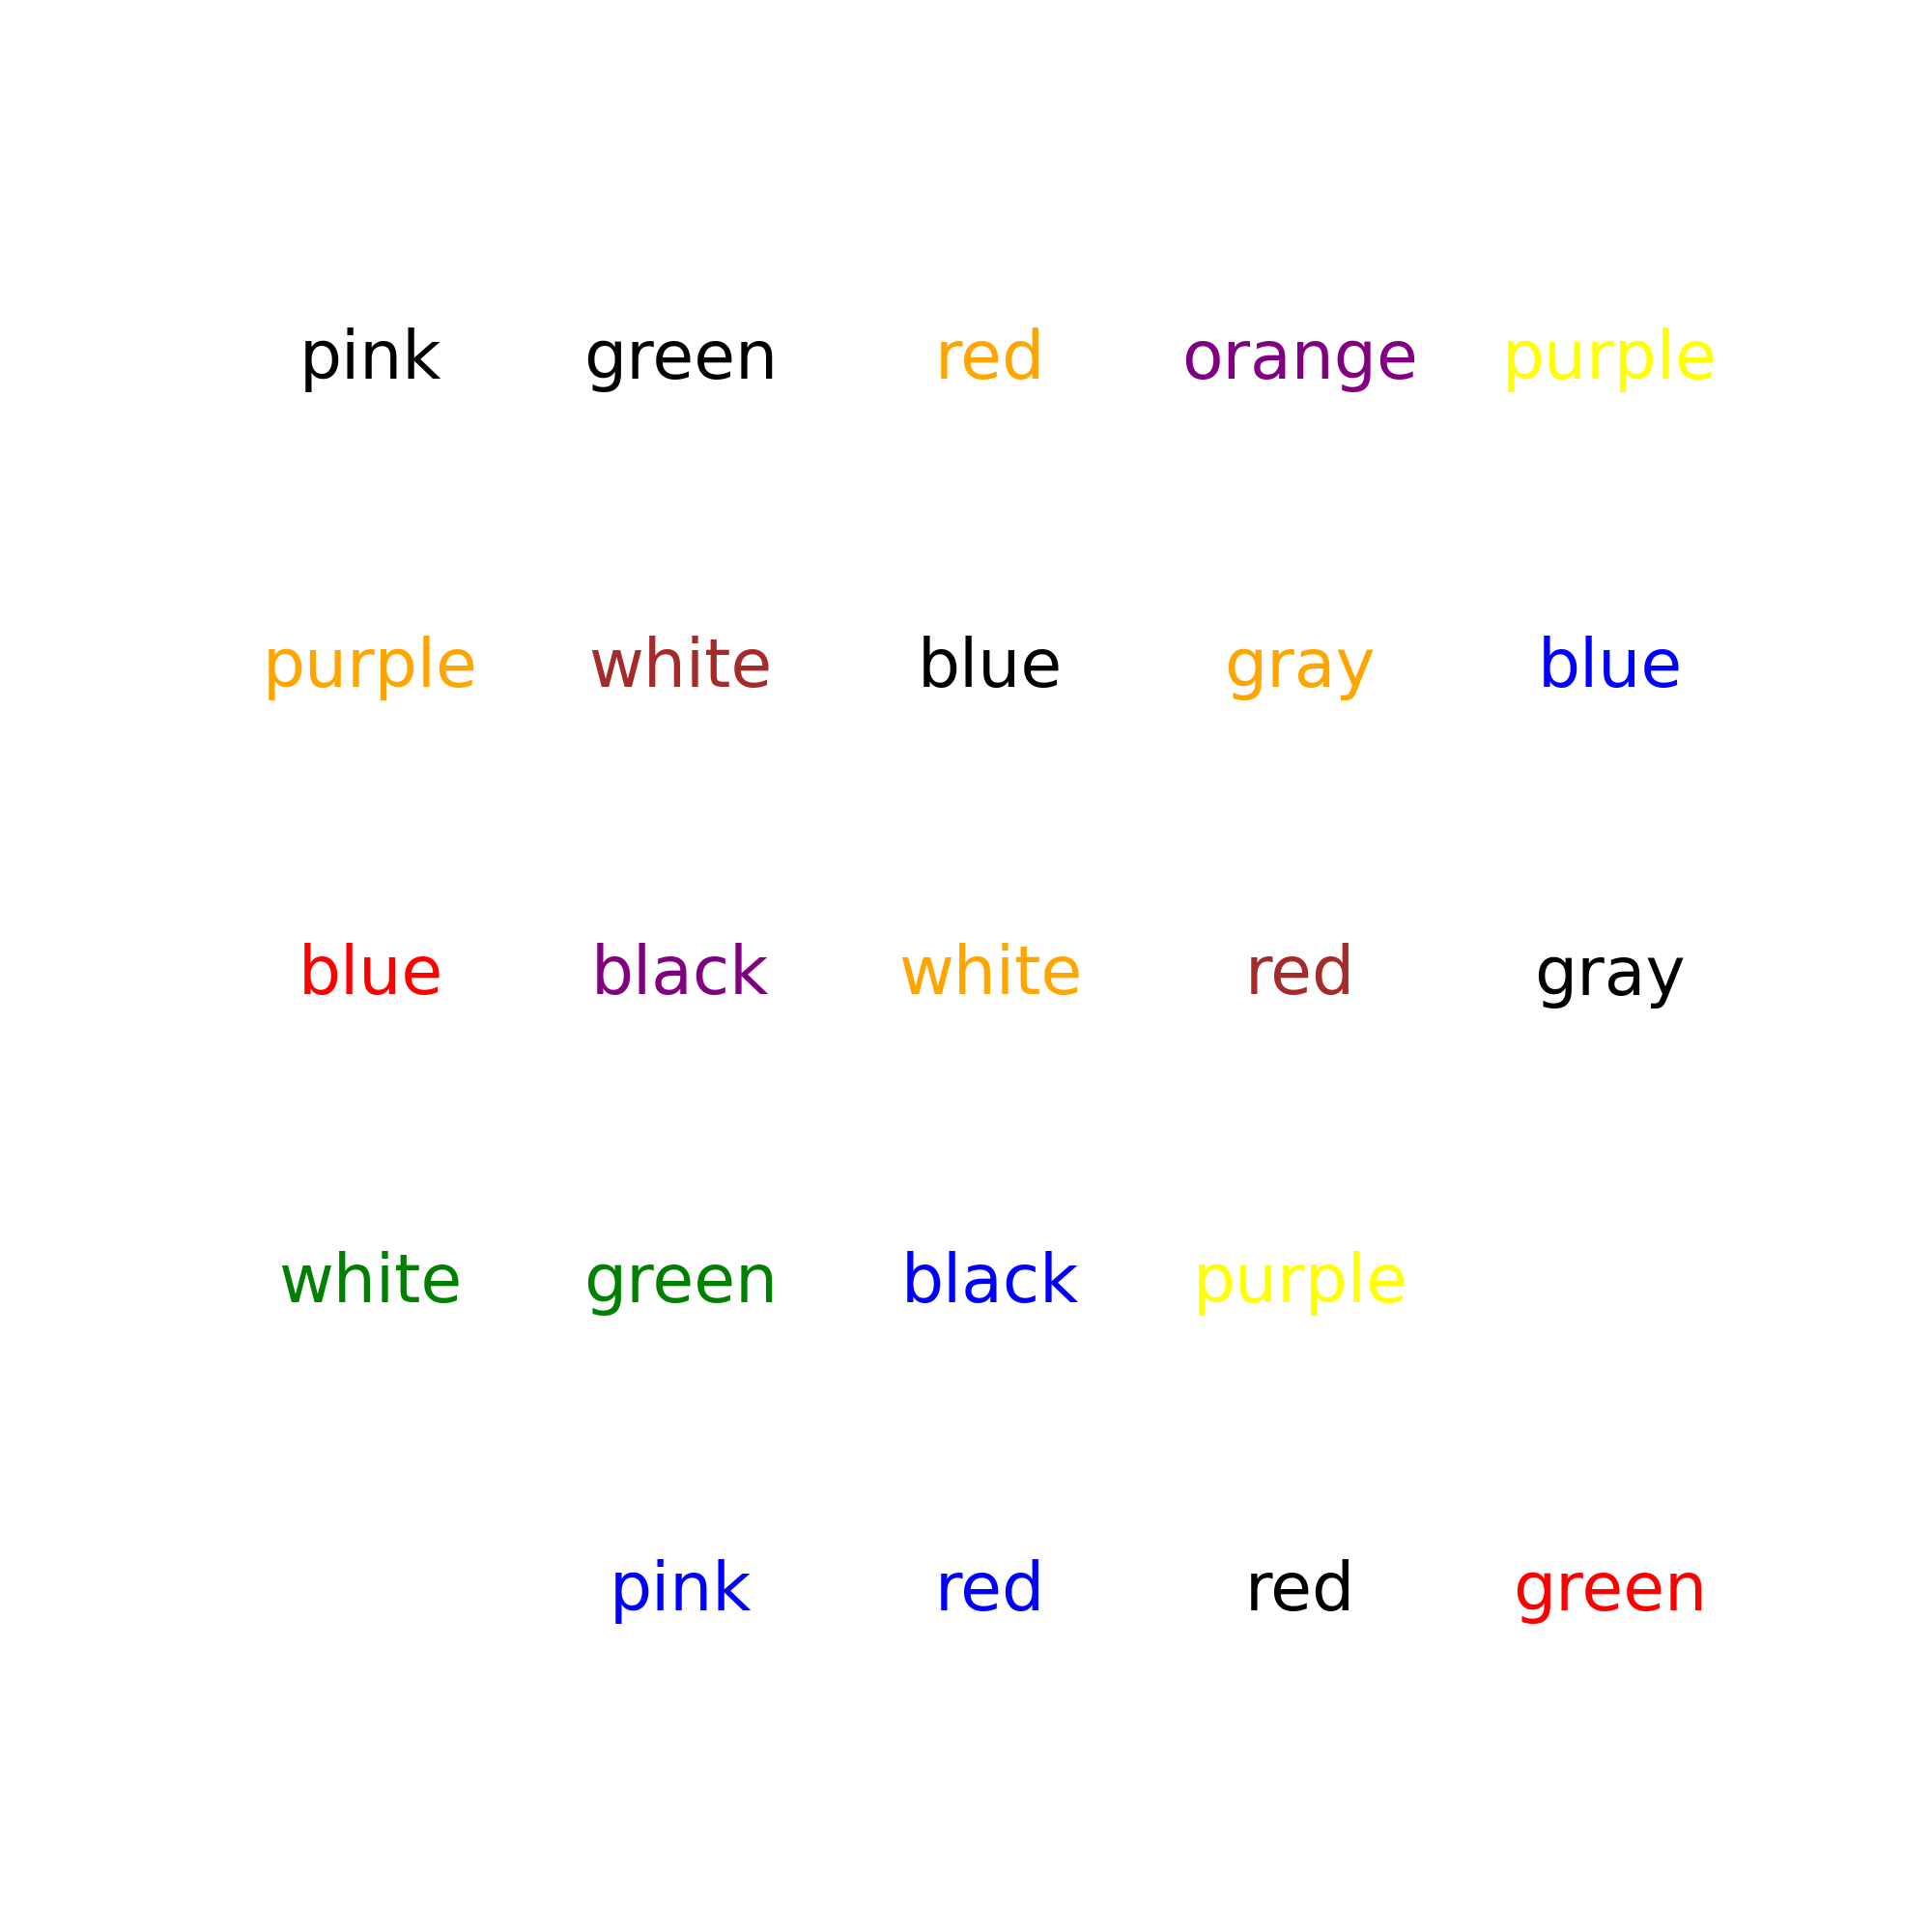 pink green red orange purple
purple white blue gray blue
blue black white red gray
white green black purple
pink red red green